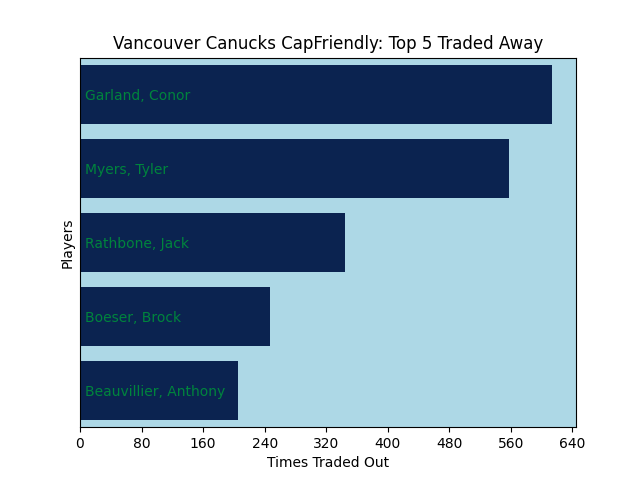 Vancouver Canucks CapFriendly: Top 5 Traded Away
Players
Garland, Conor
Myers, Tyler
Rathbone, Jack
Boeser, Brock
Beauvillier, Anthony
0 80 160 240 320 400 480 560 640
Times Traded Out